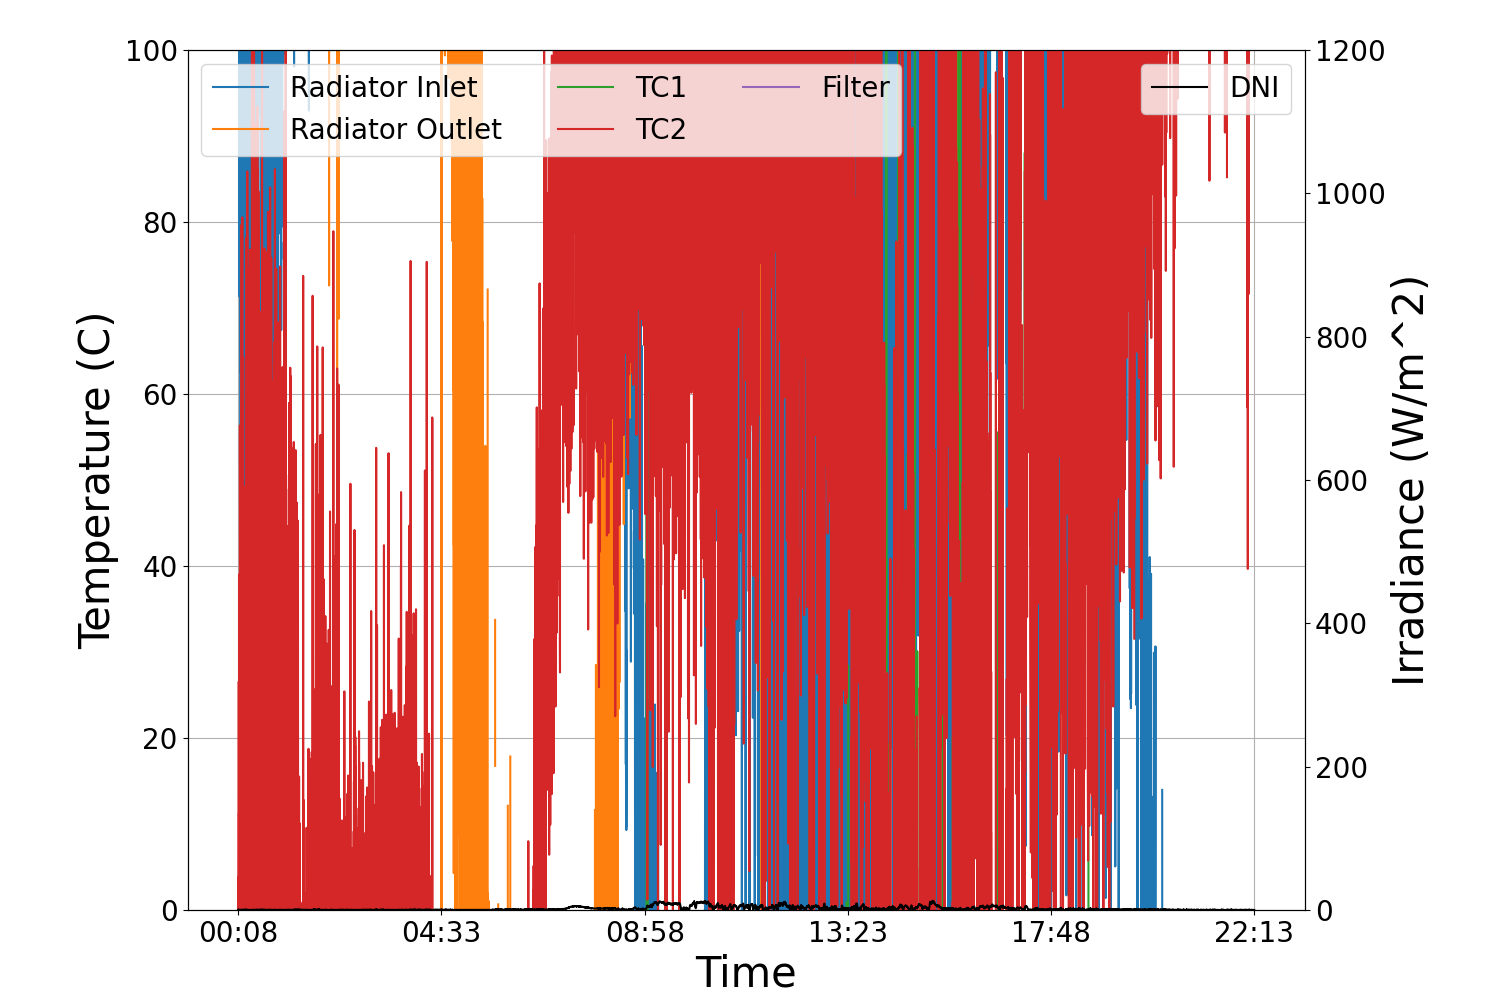 Radiator Inlet
Radiator Outlet
TC1
TC2
Filter
DNI
Temperature (C)
100
80
60
40
20
0
Irradiance (W/m^2)
1200
1000
800
600
400
200
0
00:08 04:33 08:58 13:23 17:48 22:13
Time